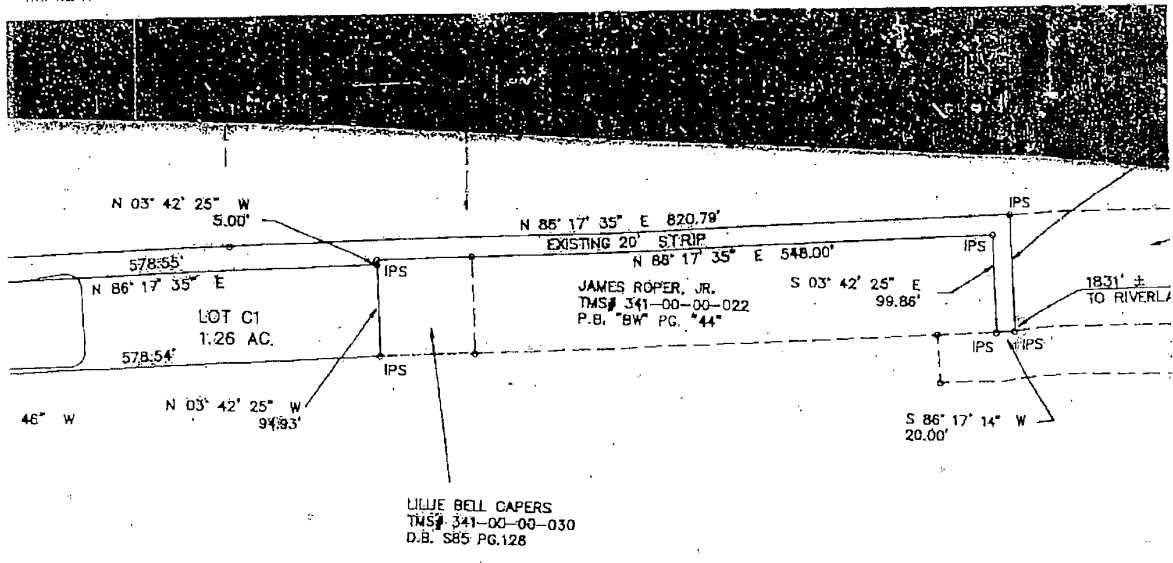 N 03° 42' 25" W
5.00'
N 86° 17' 35" E 820.79'
IPS
EXISTING 20' STRIP
N 86° 17' 35" E 548.00'
IPS
578.55'
IPS
N 86° 17' 35" E
JAMES ROPER, JR.
TMS# 341-00-00-022
P.B. "BW" PG. "44"
S 03° 42' 25" E
99.86'
1831' ±
TO RIVERLA
LOT C1
1.26 AC.
578.54'
IPS
IPS
IPS
N 03° 42' 25" W
94.93'
46" W
S 86° 17' 14" W
20.00'
LILLIE BELL CAPERS
TMS# 341-00-00-030
D.B. S85 PG.128